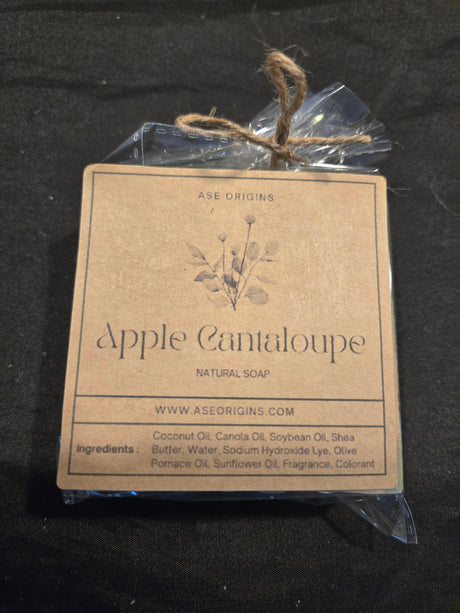 ASE ORIGINS
Apple Cantaloupe
NATURAL SOAP
WWW.ASEORIGINS.COM
Ingredients :
Coconut Oil, Canola Oil, Soybean Oil, Shea
Butter, Water, Sodium Hydroxide Lye, Olive
Pomace Oil, Sunflower Oil, Fragrance, Colorant